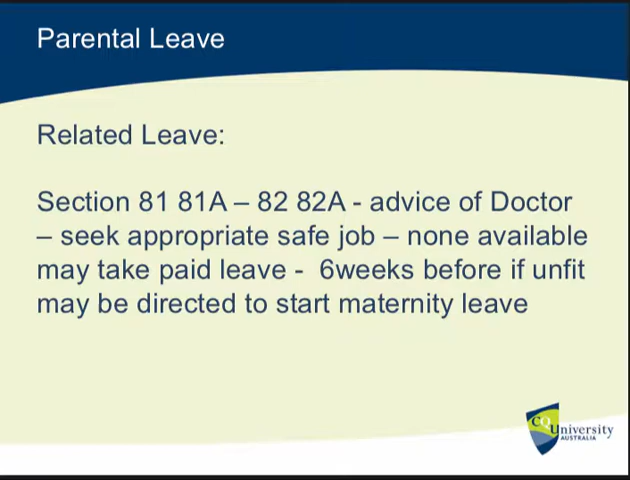 Parental Leave
Related Leave:
Section 81 81A – 82 82A - advice of Doctor
– seek appropriate safe job – none available
may take paid leave -  6weeks before if unfit
may be directed to start maternity leave
CQUniversity
AUSTRALIA